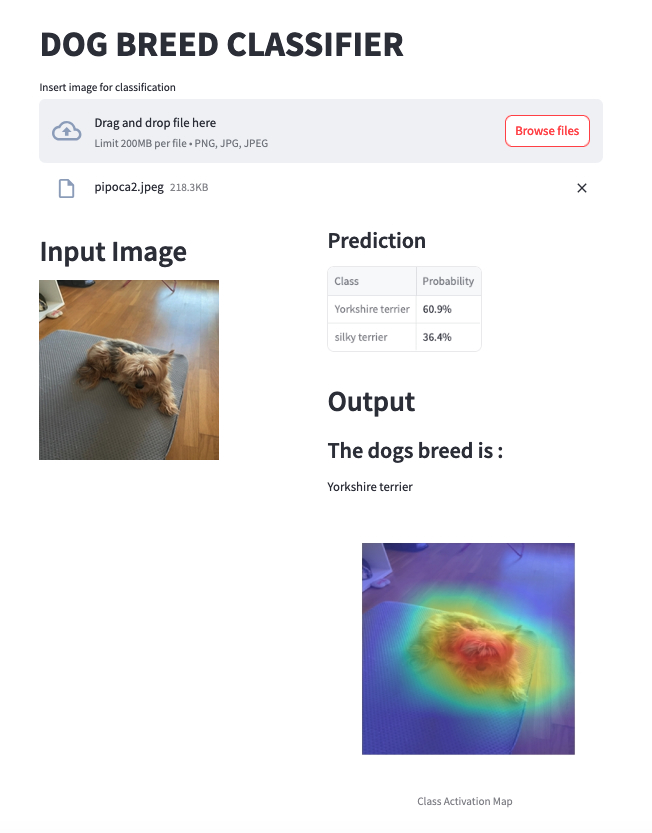 DOG BREED CLASSIFIER
Insert image for classification
Drag and drop file here
Limit 200MB per file • PNG, JPG, JPEG
Browse files
pipoca2.jpeg 218.3KB
Input Image
Prediction
Class Probability
Yorkshire terrier 60.9%
silky terrier 36.4%
Output
The dogs breed is :
Yorkshire terrier
Class Activation Map